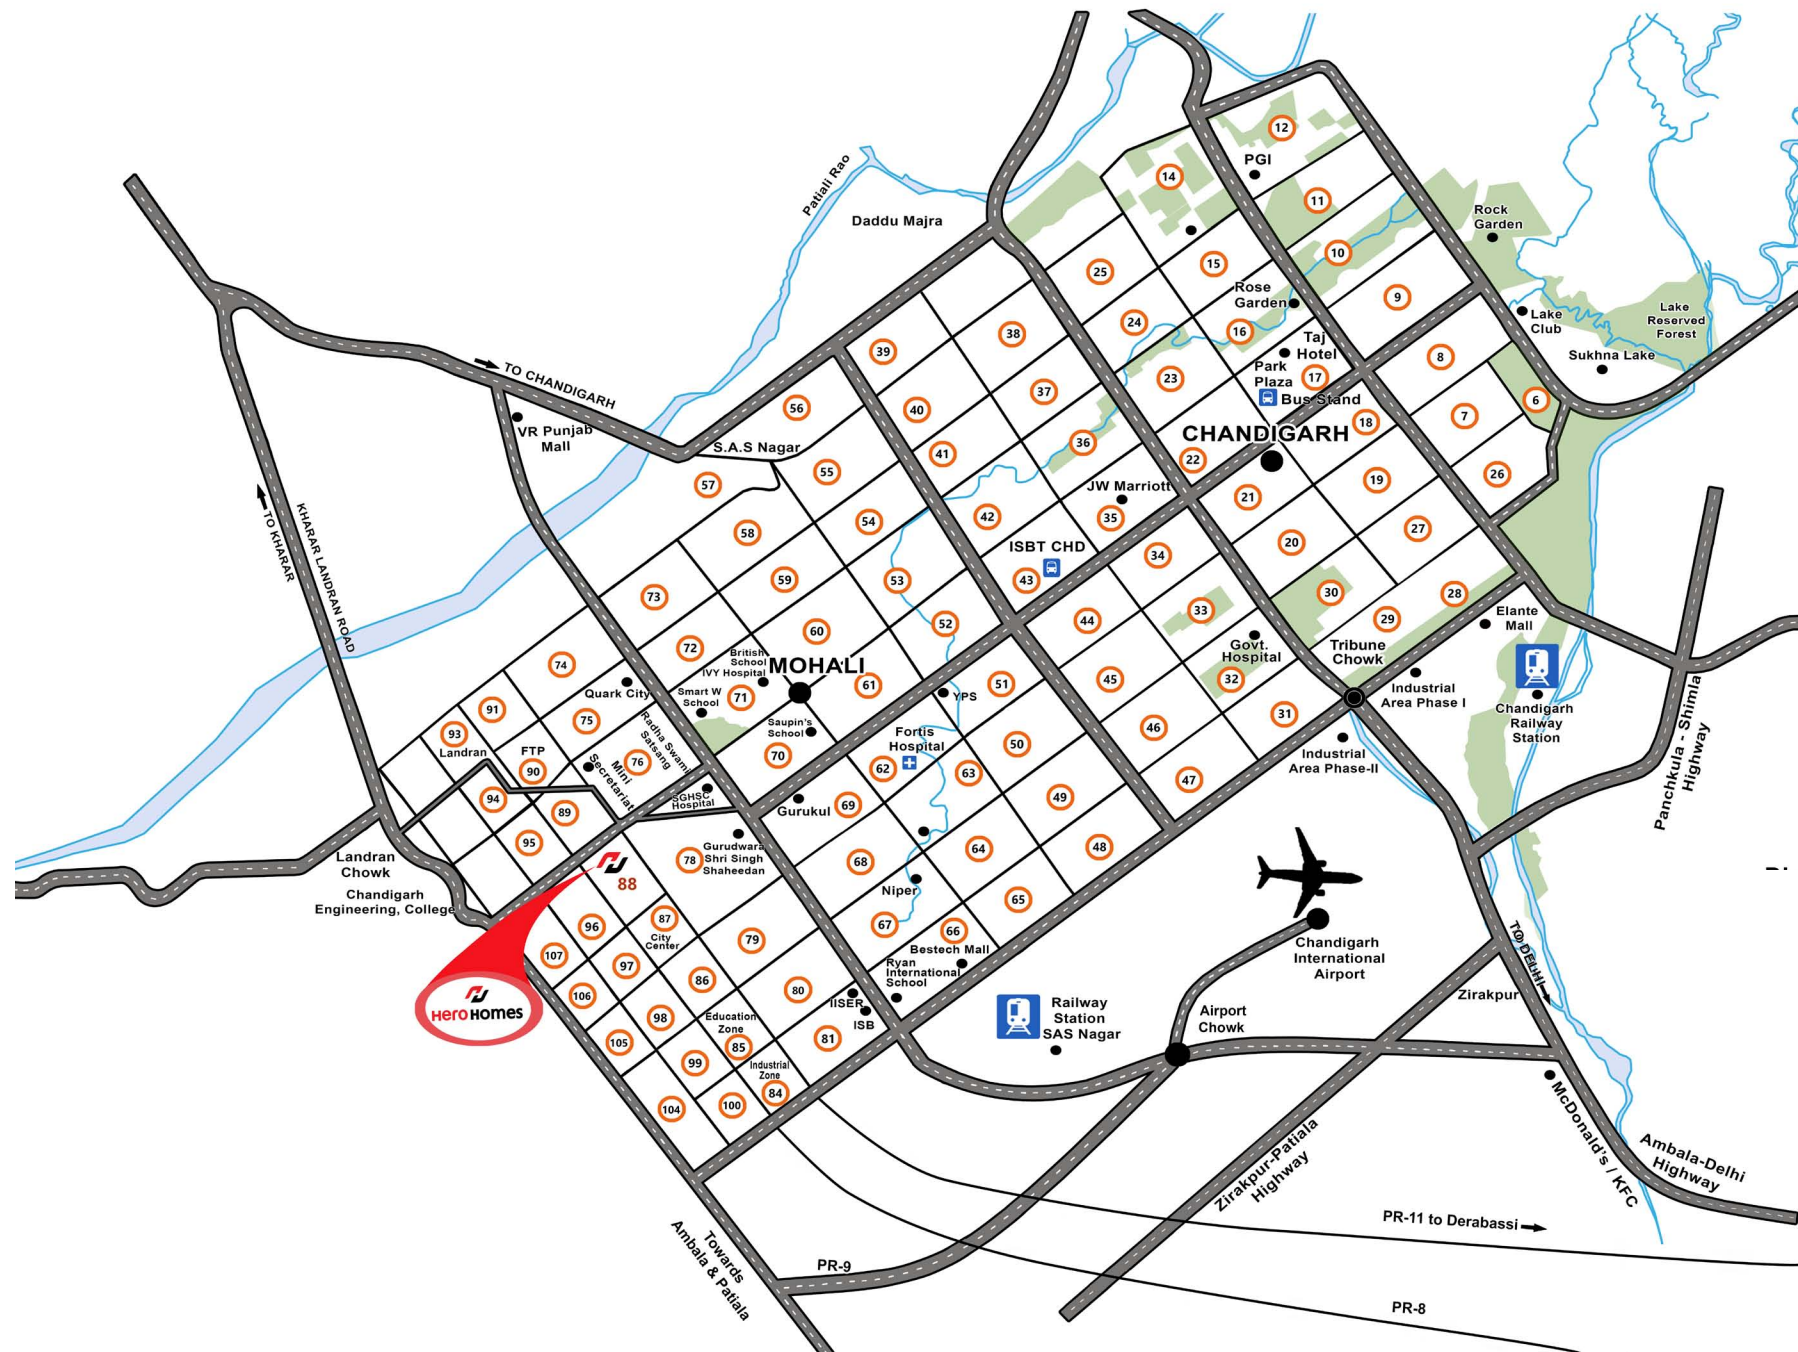 12
PGI
14
11
Patiali Rao
Daddu Majra
Rock
Garden
10
25
15
Rose
Garden
9
24
16
38
39
Lake
Club
Lake
Reserved
Forest
Sukhna Lake
Taj
Hotel
Park
Plaza
17
Bus Stand
8
23
37
6
TO CHANDIGARH
56
40
7
18
VR Punjab
Mall
S.A.S Nagar
CHANDIGARH
36
41
22
55
57
26
19
21
JW Marriott
35
42
54
58
27
20
TO KHARAR
KHARAR LANDRAN ROAD
ISBT CHD
43
34
53
59
73
30
28
33
29
44
52
60
Elante
Mall
72
British
School
IVY Hospital
MOHALI
Govt.
Hospital
Tribune
Chowk
74
Quark City
Smart W
School
71
61
YPS
51
45
32
Industrial
Area Phase I
Chandigarh
Railway
Station
91
75
Radha Swami
Satsang
Saupin's
School
31
46
93
Landran
FTP
90
Mini
Secretariat
76
70
Fortis
Hospital
62
50
63
Industrial
Area Phase-II
47
Panchkula - Shimla
Highway
94
89
SGHSC
Hospital
Gurukul
69
49
95
Landran
Chowk
Chandigarh
Engineering, College
88
78
Gurudwara
Shri Singh
Shaheedan
68
64
48
Niper
65
96
87
City
Center
79
67
66
Bestech Mall
107
97
86
Ryan
International
School
Chandigarh
International
Airport
TO DELHI
106
80
IISER
ISB
Zirakpur
HeroHomes
98
Education
Zone
85
81
105
99
Industrial
Zone
84
Railway
Station
SAS Nagar
Airport
Chowk
104
100
McDonald's / KFC
Ambala-Delhi
Highway
Zirakpur-Patiala
Highway
PR-11 to Derabassi
Towards
Ambala & Patiala
PR-9
PR-8